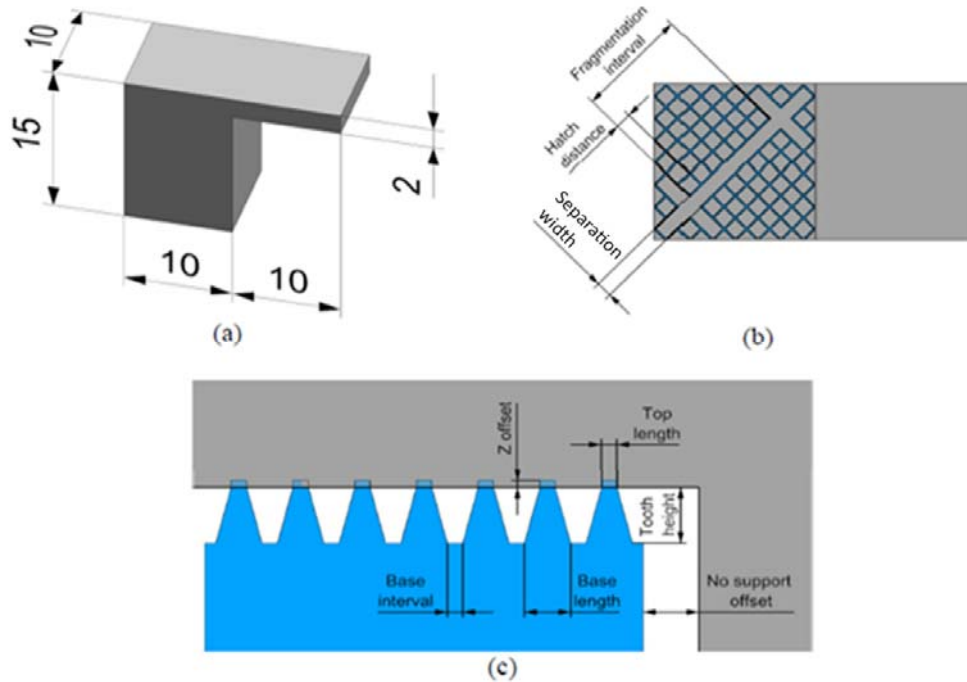 10
15
2
10
10
(a)
Fragmentation
interval
Hatch
distance
Separation
width
(b)
Z offset
Top
length
Tooth
height
Base
interval
Base
length
No support
offset
(c)